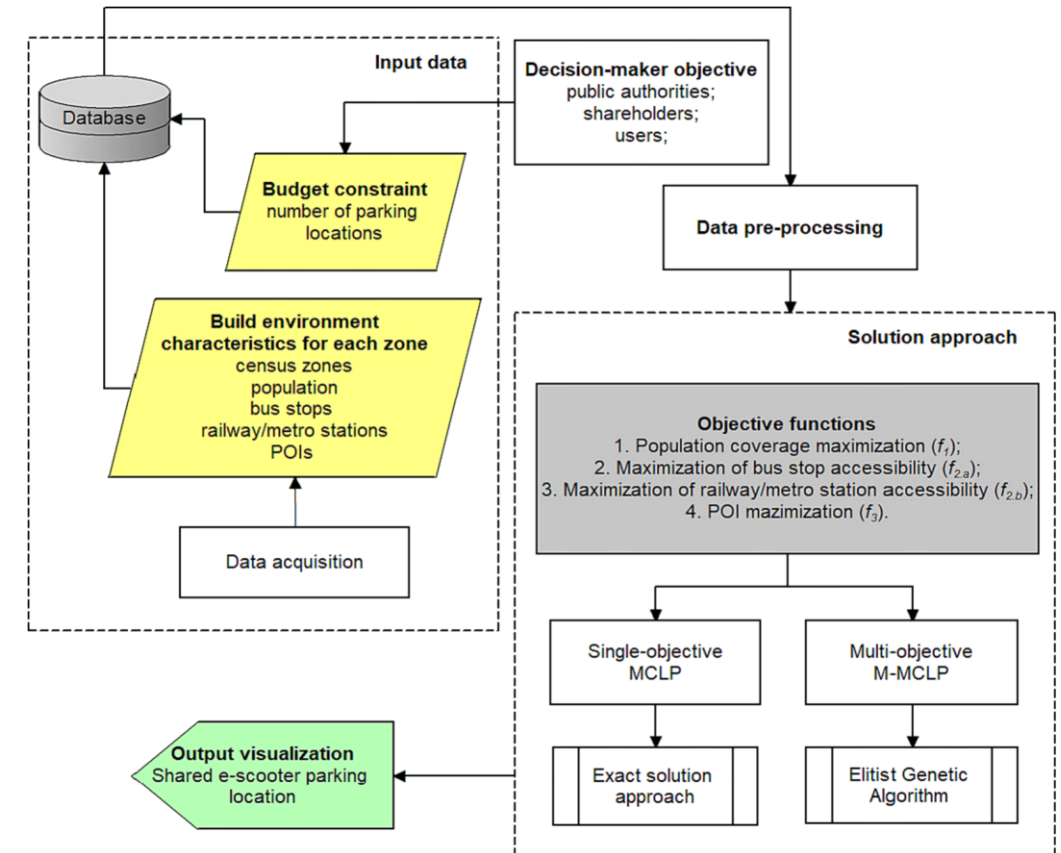 Input data
Database
Decision-maker objective
public authorities;
shareholders;
users;
Budget constraint
number of parking
locations
Data pre-processing
Build environment
characteristics for each zone
census zones
population
bus stops
railway/metro stations
POIs
Data acquisition
Solution approach
Objective functions
1. Population coverage maximization (f1);
2. Maximization of bus stop accessibility (f2.a);
3. Maximization of railway/metro station accessibility (f2.b);
4. POI mazimization (f3).
Single-objective
MCLP
Multi-objective
M-MCLP
Exact solution
approach
Elitist Genetic
Algorithm
Output visualization
Shared e-scooter parking
location